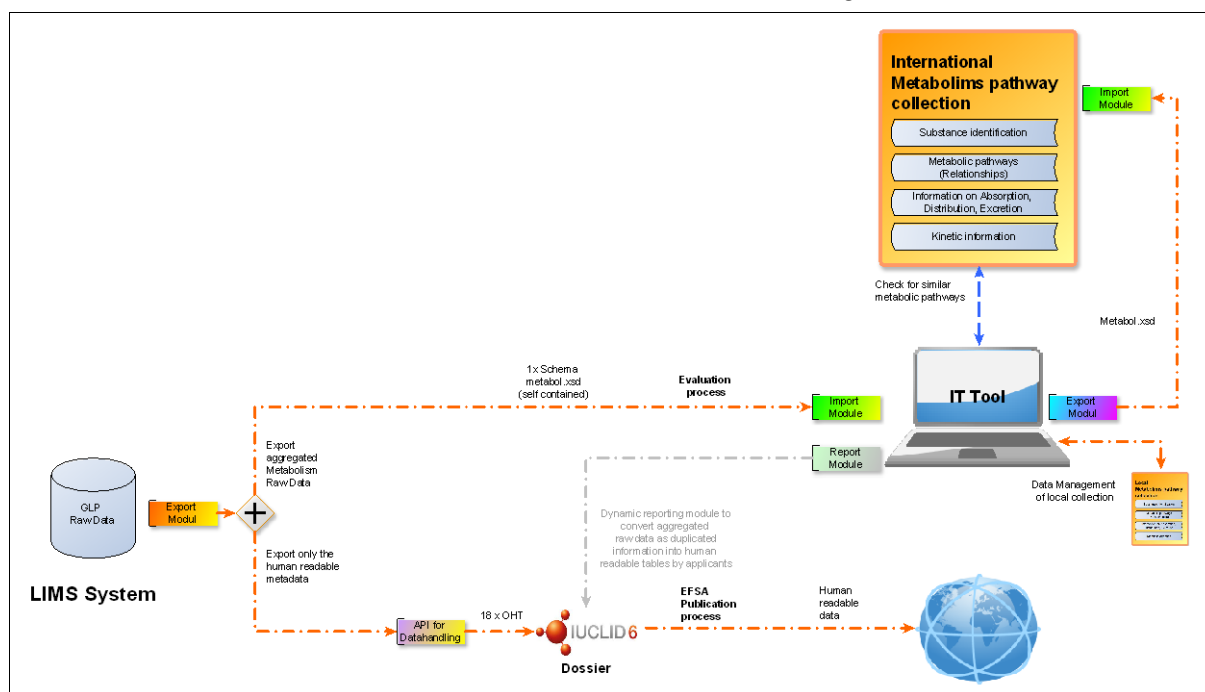 International
Metabolims pathway
collection
Substance identification
Metabolic pathways
(Relationships)
Information on Absorption,
Distribution, Excretion
Kinetic information
Import
Module
Check for similar
metabolic pathways
Metabol.xsd
1x Schema
metabol.xsd
(self contained)
Evaluation
process
Import
Module
IT Tool
Export
Modul
Report
Module
Export
aggregated
Metabolism
RawData
GLP
RawData
Export
Modul
LIMS System
Export only the
human readable
metadata
Dynamic reporting module to
convert aggregated
raw data as duplicated
information into human
readable tables by applicants
Data Management
of local collection
Local
API for
Datahandling
18 x OHT
IUCLID 6
Dossier
EFSA
Publication
process
Human
readable
data